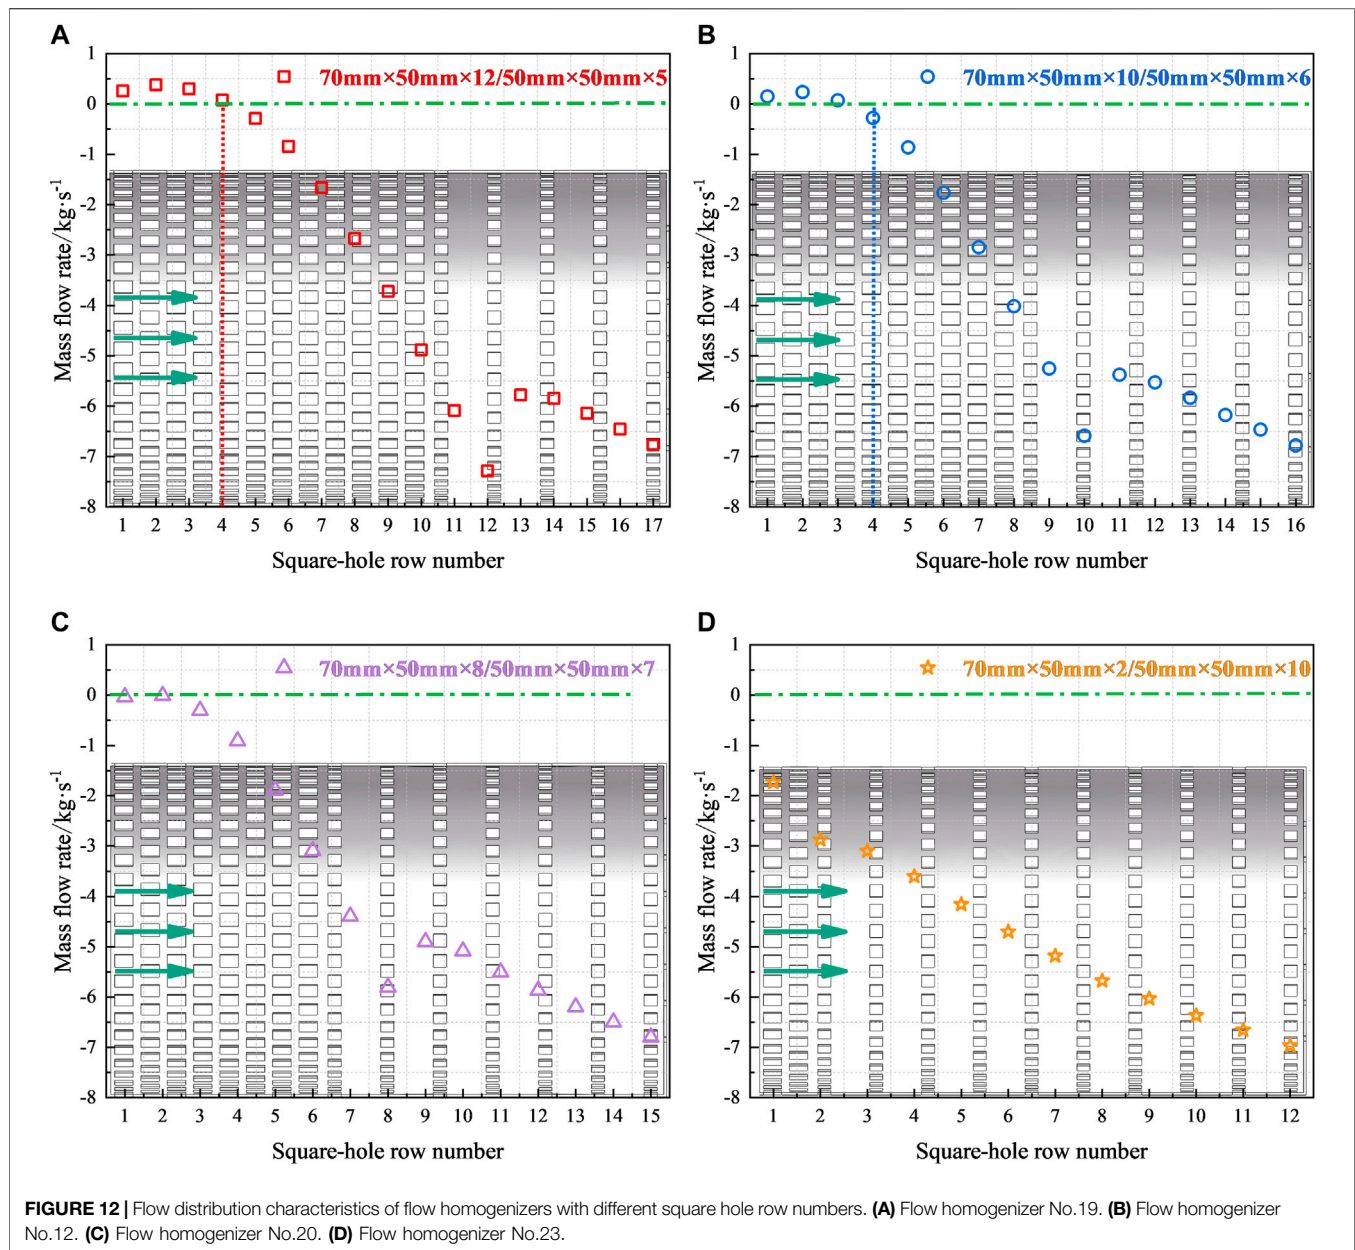 A
70mm×50mm×12/50mm×50mm×5
1
0
-1
-2
-3
-4
-5
-6
-7
-8
Mass flow rate/kg·s⁻¹
1 2 3 4 5 6 7 8 9 10 11 12 13 14 15 16 17
Square-hole row number
B
70mm×50mm×10/50mm×50mm×6
1
0
-1
-2
-3
-4
-5
-6
-7
-8
Mass flow rate/kg·s⁻¹
1 2 3 4 5 6 7 8 9 10 11 12 13 14 15 16
Square-hole row number
C
70mm×50mm×8/50mm×50mm×7
1
0
-1
-2
-3
-4
-5
-6
-7
-8
Mass flow rate/kg·s⁻¹
1 2 3 4 5 6 7 8 9 10 11 12 13 14 15
Square-hole row number
D
70mm×50mm×2/50mm×50mm×10
1
0
-1
-2
-3
-4
-5
-6
-7
-8
Mass flow rate/kg·s⁻¹
1 2 3 4 5 6 7 8 9 10 11 12
Square-hole row number
FIGURE 12 | Flow distribution characteristics of flow homogenizers with different square hole row numbers. (A) Flow homogenizer No.19. (B) Flow homogenizer
No.12. (C) Flow homogenizer No.20. (D) Flow homogenizer No.23.